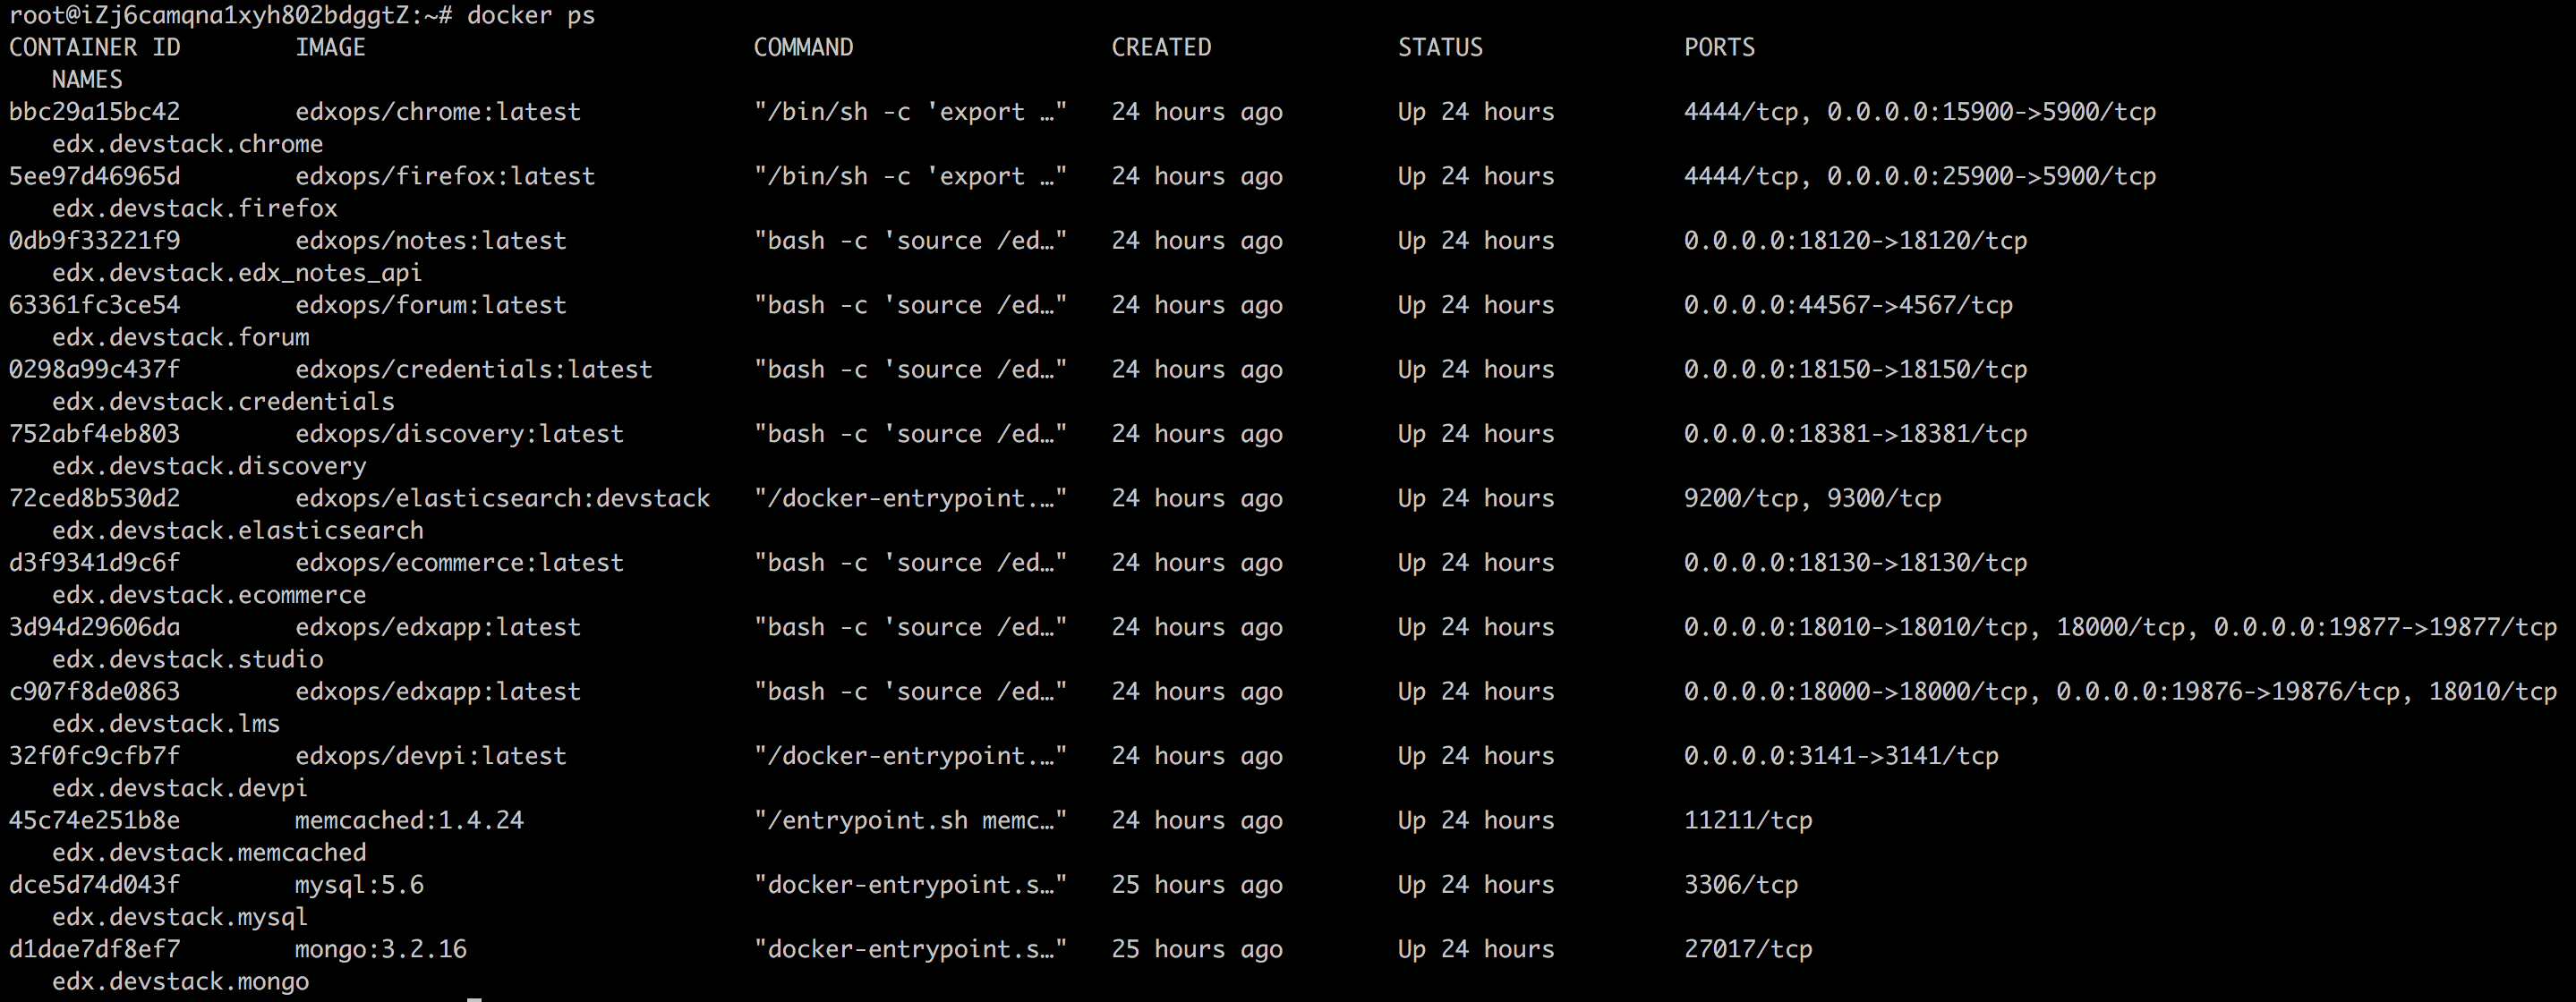 root@iZj6camqna1xyh802bdggtZ:~# docker ps
CONTAINER ID        IMAGE                           COMMAND                  CREATED             STATUS              PORTS
   NAMES
bbc29a15bc42        edxops/chrome:latest            "/bin/sh -c 'export …"   24 hours ago        Up 24 hours         4444/tcp, 0.0.0.0:15900->5900/tcp
   edx.devstack.chrome
5ee97d46965d        edxops/firefox:latest           "/bin/sh -c 'export …"   24 hours ago        Up 24 hours         4444/tcp, 0.0.0.0:25900->5900/tcp
   edx.devstack.firefox
0db9f33221f9        edxops/notes:latest             "bash -c 'source /ed…"   24 hours ago        Up 24 hours         0.0.0.0:18120->18120/tcp
   edx.devstack.edx_notes_api
63361fc3ce54        edxops/forum:latest             "bash -c 'source /ed…"   24 hours ago        Up 24 hours         0.0.0.0:44567->4567/tcp
   edx.devstack.forum
0298a99c437f        edxops/credentials:latest       "bash -c 'source /ed…"   24 hours ago        Up 24 hours         0.0.0.0:18150->18150/tcp
   edx.devstack.credentials
752abf4eb803        edxops/discovery:latest         "bash -c 'source /ed…"   24 hours ago        Up 24 hours         0.0.0.0:18381->18381/tcp
   edx.devstack.discovery
72ced8b530d2        edxops/elasticsearch:devstack   "/docker-entrypoint.…"   24 hours ago        Up 24 hours         9200/tcp, 9300/tcp
   edx.devstack.elasticsearch
d3f9341d9c6f        edxops/ecommerce:latest         "bash -c 'source /ed…"   24 hours ago        Up 24 hours         0.0.0.0:18130->18130/tcp
   edx.devstack.ecommerce
3d94d29606da        edxops/edxapp:latest            "bash -c 'source /ed…"   24 hours ago        Up 24 hours         0.0.0.0:18010->18010/tcp, 18000/tcp, 0.0.0.0:19877->19877/tcp
   edx.devstack.studio
c907f8de0863        edxops/edxapp:latest            "bash -c 'source /ed…"   24 hours ago        Up 24 hours         0.0.0.0:18000->18000/tcp, 0.0.0.0:19876->19876/tcp, 18010/tcp
   edx.devstack.lms
32f0fc9cfb7f        edxops/devpi:latest             "/docker-entrypoint.…"   24 hours ago        Up 24 hours         0.0.0.0:3141->3141/tcp
   edx.devstack.devpi
45c74e251b8e        memcached:1.4.24                "/entrypoint.sh memc…"   24 hours ago        Up 24 hours         11211/tcp
   edx.devstack.memcached
dce5d74d043f        mysql:5.6                       "docker-entrypoint.s…"   25 hours ago        Up 24 hours         3306/tcp
   edx.devstack.mysql
d1dae7df8ef7        mongo:3.2.16                    "docker-entrypoint.s…"   25 hours ago        Up 24 hours         27017/tcp
   edx.devstack.mongo